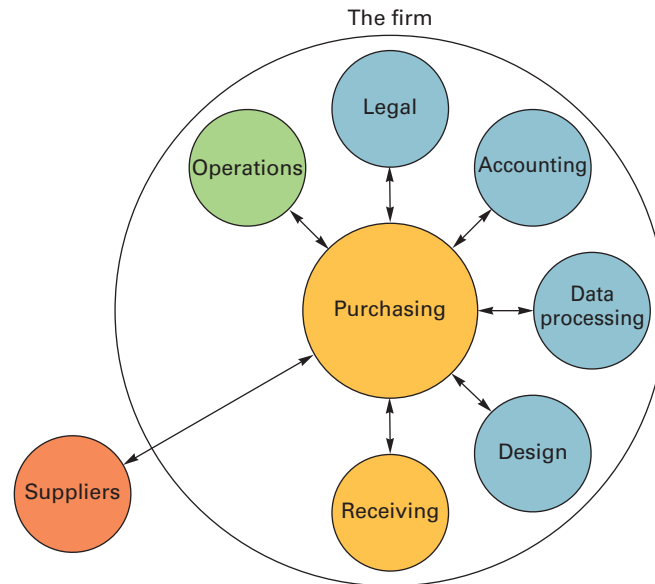 The firm
Legal
Operations
Accounting
Purchasing
Data
processing
Design
Suppliers
Receiving